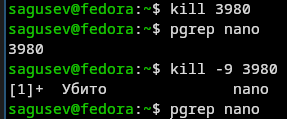 sagusev@fedora:~$ kill 3980
sagusev@fedora:~$ pgrep nano
3980
sagusev@fedora:~$ kill -9 3980
[1]+  Убито              nano
sagusev@fedora:~$ pgrep nano